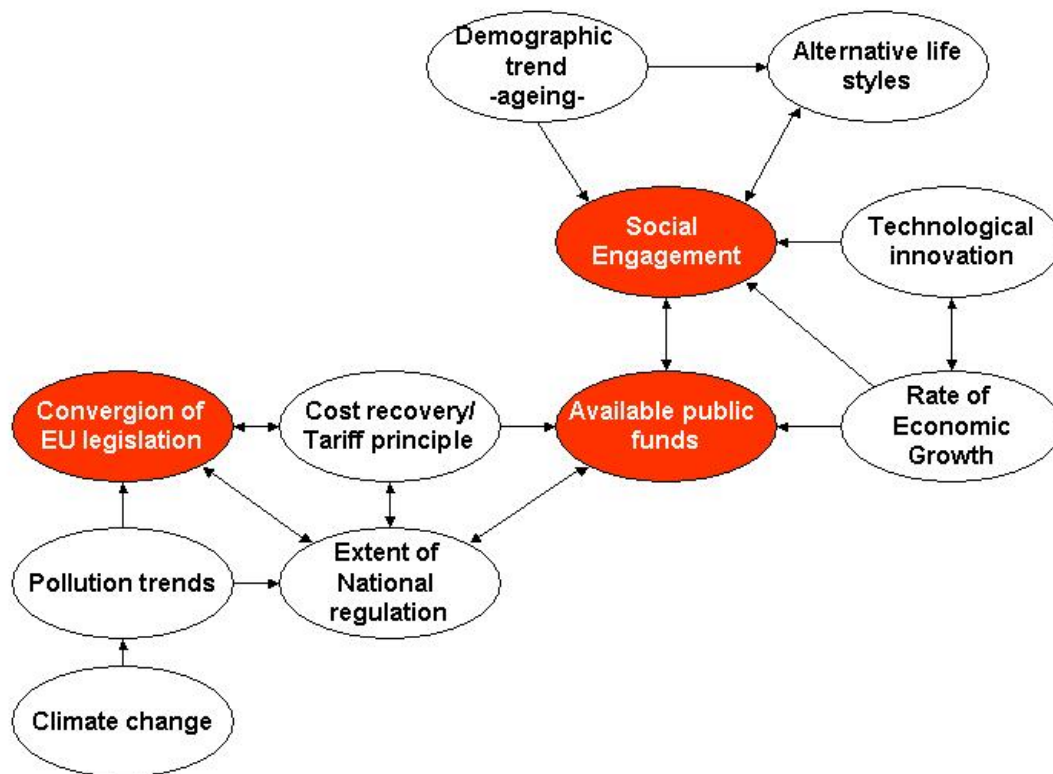 Demographic
trend
-ageing-
Alternative life
styles
Social
Engagement
Technological
innovation
Convergion of
EU legislation
Cost recovery/
Tariff principle
Available public
funds
Rate of
Economic
Growth
Pollution trends
Extent of
National
regulation
Climate change